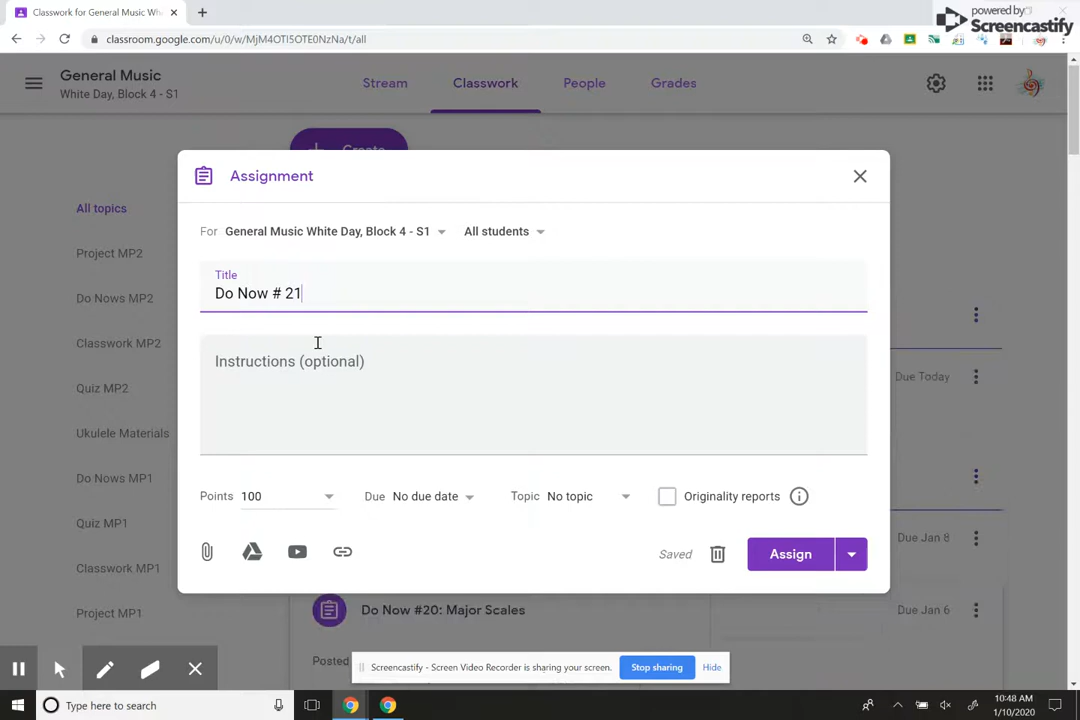 Classwork for General Music Wh
powered by
Screencastify
classroom.google.com/u/0/w/MjM4OTI5OTE0NzNa/t/all
General Music
White Day, Block 4 - S1
Stream
Classwork
People
Grades
Create
All topics
Project MP2
Do Nows MP2
Classwork MP2
Quiz MP2
Ukulele Materials
Do Nows MP1
Quiz MP1
Classwork MP1
Project MP1
Assignment
For General Music White Day, Block 4 - S1 All students
Title
Do Now # 21
Instructions (optional)
Points 100 Due No due date Topic No topic Originality reports
Saved
Assign
Due Today
Due Jan 8
Do Now #20: Major Scales
Due Jan 6
Posted
Screencastify - Screen Video Recorder is sharing your screen.
Stop sharing
Hide
Type here to search
10:48 AM
1/10/2020